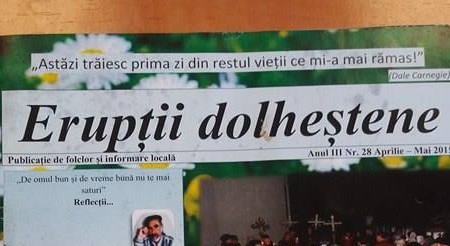 „Astăzi trăiesc prima zi din restul vieții ce mi-a mai rămas!”
(Dale Carnegie)
Erupții dolheștene
Publicație de folclor și informare locală
Anul III Nr. 28 Aprilie – Mai 2015
„De omul bun și de vreme bună nu te mai
saturi”
Reflecții...